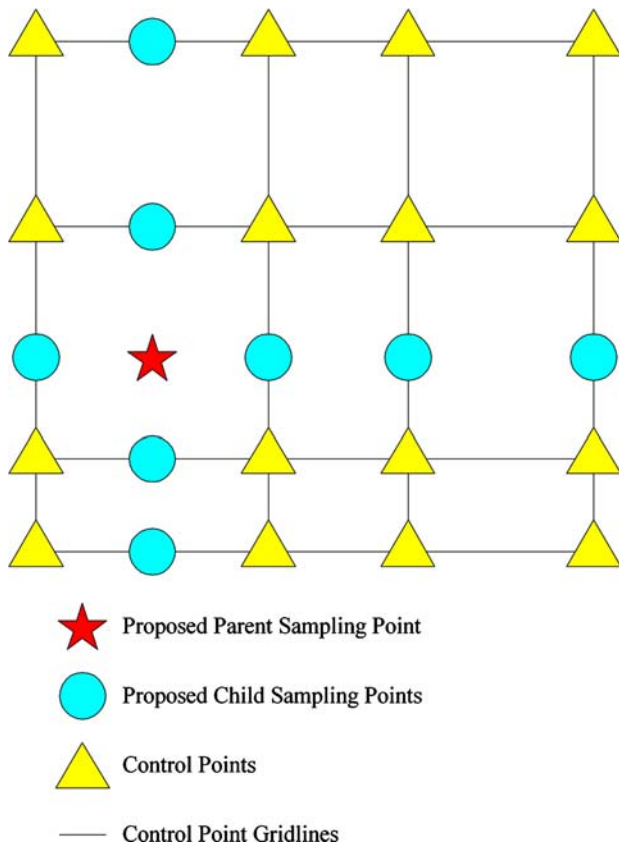 Proposed Parent Sampling Point
Proposed Child Sampling Points
Control Points
Control Point Gridlines